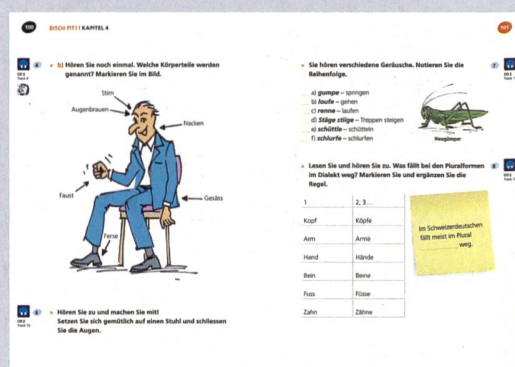 100
BISCH FIT? I KAPITEL 4
b) Hören Sie noch einmal. Welche Körperteile werden
genannt? Markieren Sie im Bild.
Stirn
Augenbrauen
Nacken
Faust
Gesäss
Ferse
Hören Sie zu und machen Sie mit!
Setzen Sie sich gemütlich auf einen Stuhl und schliessen
Sie die Augen.
101
Sie hören verschiedene Geräusche. Notieren Sie die
Reihenfolge.
a) gumpe – springen
b) laufe – gehen
c) renne – laufen
d) Stäge stiige – Treppen steigen
e) schüttle – schütteln
f) schlurfe – schlurfen
Heugümper
Lesen Sie und hören Sie zu. Was fällt bei den Pluralformen
im Dialekt weg? Markieren Sie und ergänzen Sie die
Regel.
1 2, 3...
Kopf Köpfe
Arm Arme
Hand Hände
Bein Beine
Fuss Füsse
Zahn Zähne
Im Schweizerdeutschen
fällt meist im Plural
______ weg.